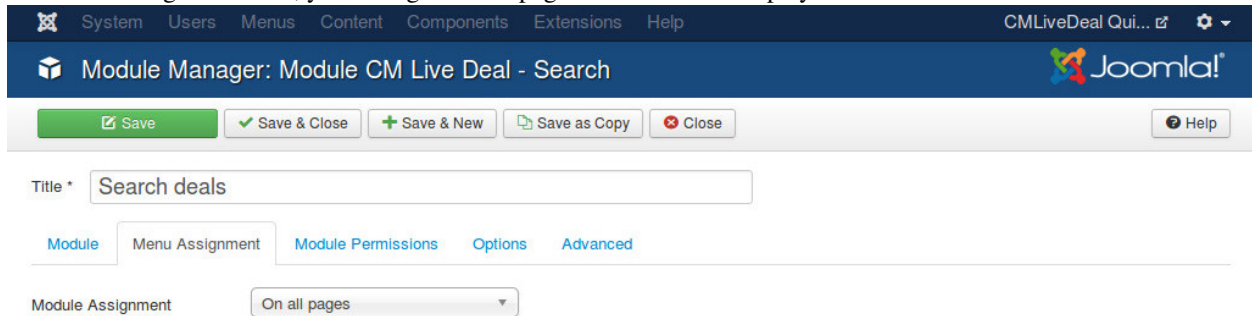 System Users Menus Content Components Extensions Help CMLiveDeal Qui...
Module Manager: Module CM Live Deal - Search Joomla!
Save Save & Close Save & New Save as Copy Close Help
Title * Search deals
Module Menu Assignment Module Permissions Options Advanced
Module Assignment On all pages